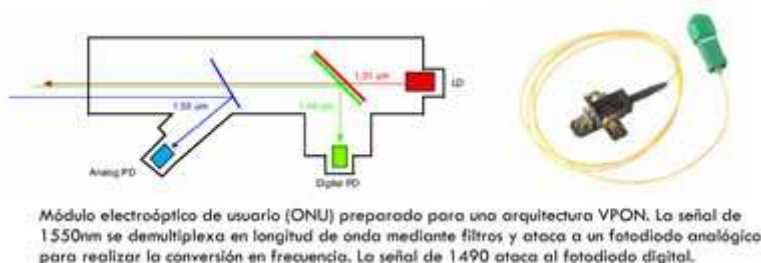 1,31 µm
LD
1.55 µm
1.49 µm
Analog PD
Digital PD
Módulo electroóptico de usuario (ONU) preparado para una arquitectura VPON. La señal de
1550nm se demultiplexa en longitud de onda mediante filtros y ataca a un fotodiodo analógico
para realizar la conversión en frecuencia. La señal de 1490 ataca al fotodiodo digital.